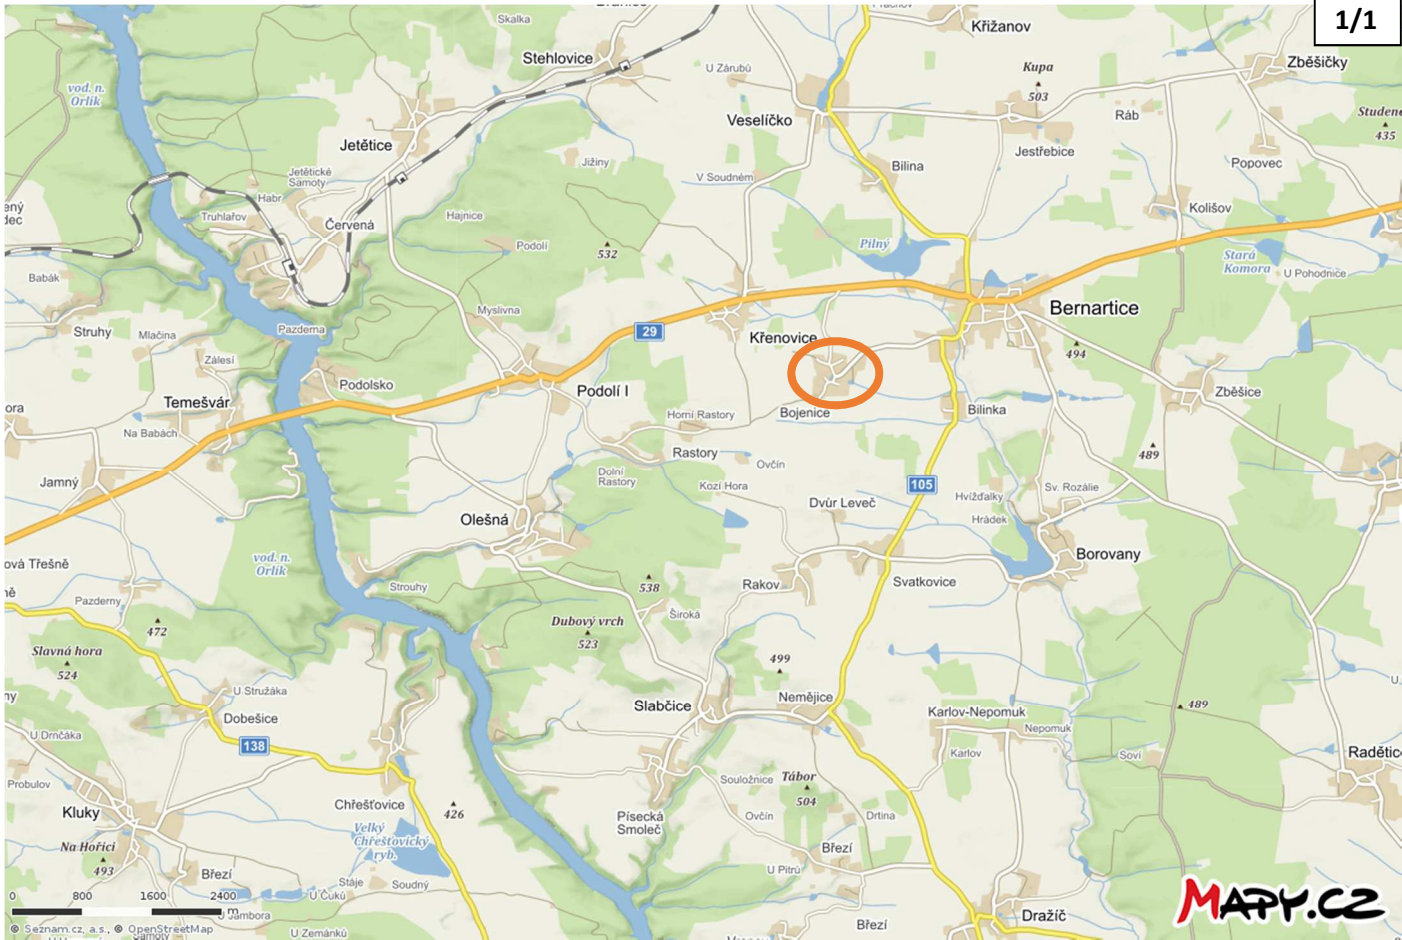 1/1
Skalka
Křižanov
Stehlovice
U Zárubů
Kupa
503
Zběšičky
vod. n.
Orlík
Veselíčko
Ráb
435
Jetětice
Jestřebice
Popovec
Jižiny
Bilina
Jetětické
Samoty
V Soudném
Habr
Truhlařov
Kolišov
Červená
Hajnice
Podolí
532
Pilný
Stará
Komora
U Pohodnice
Babák
Myslivna
Bernartice
Struhy
Mlačina
Pazderna
29
Křenovice
494
Zálesí
Podolsko
Podolí I
Zběšice
Temešvár
Horní Rastory
Bojenice
Bilinka
Na Babách
Rastory
Ovčín
489
Jamný
Dolní
Rastory
Kozí Hora
105
Sv. Rozálie
Dvůr Leveč
Hvížďalky
Olešná
Hrádek
vod. n.
Orlík
Borovany
ová Třešně
538
Rakov
Svatkovice
Strouhy
Pazderny
472
Široká
Dubový vrch
523
Slavná hora
524
499
U Stružáka
Nemějice
Slabčice
489
Dobešice
Karlov-Nepomuk
Nepomuk
U Drnčáka
138
Karlov
Soví
Probulov
Souložnice
Tábor
504
Kluky
Chřešťovice
426
Písecká
Smoleč
Ovčín
Drtina
Velký
Chřešťovický
ryb.
Na Hořici
493
Březí
Březí
U Pitrů
Stáje
Soudný
0 800 1600 2400
m
U Čuků
Dražíč
Březí
MAPY.CZ
© Seznam.cz, a.s., © OpenStreetMap
U Zemánků